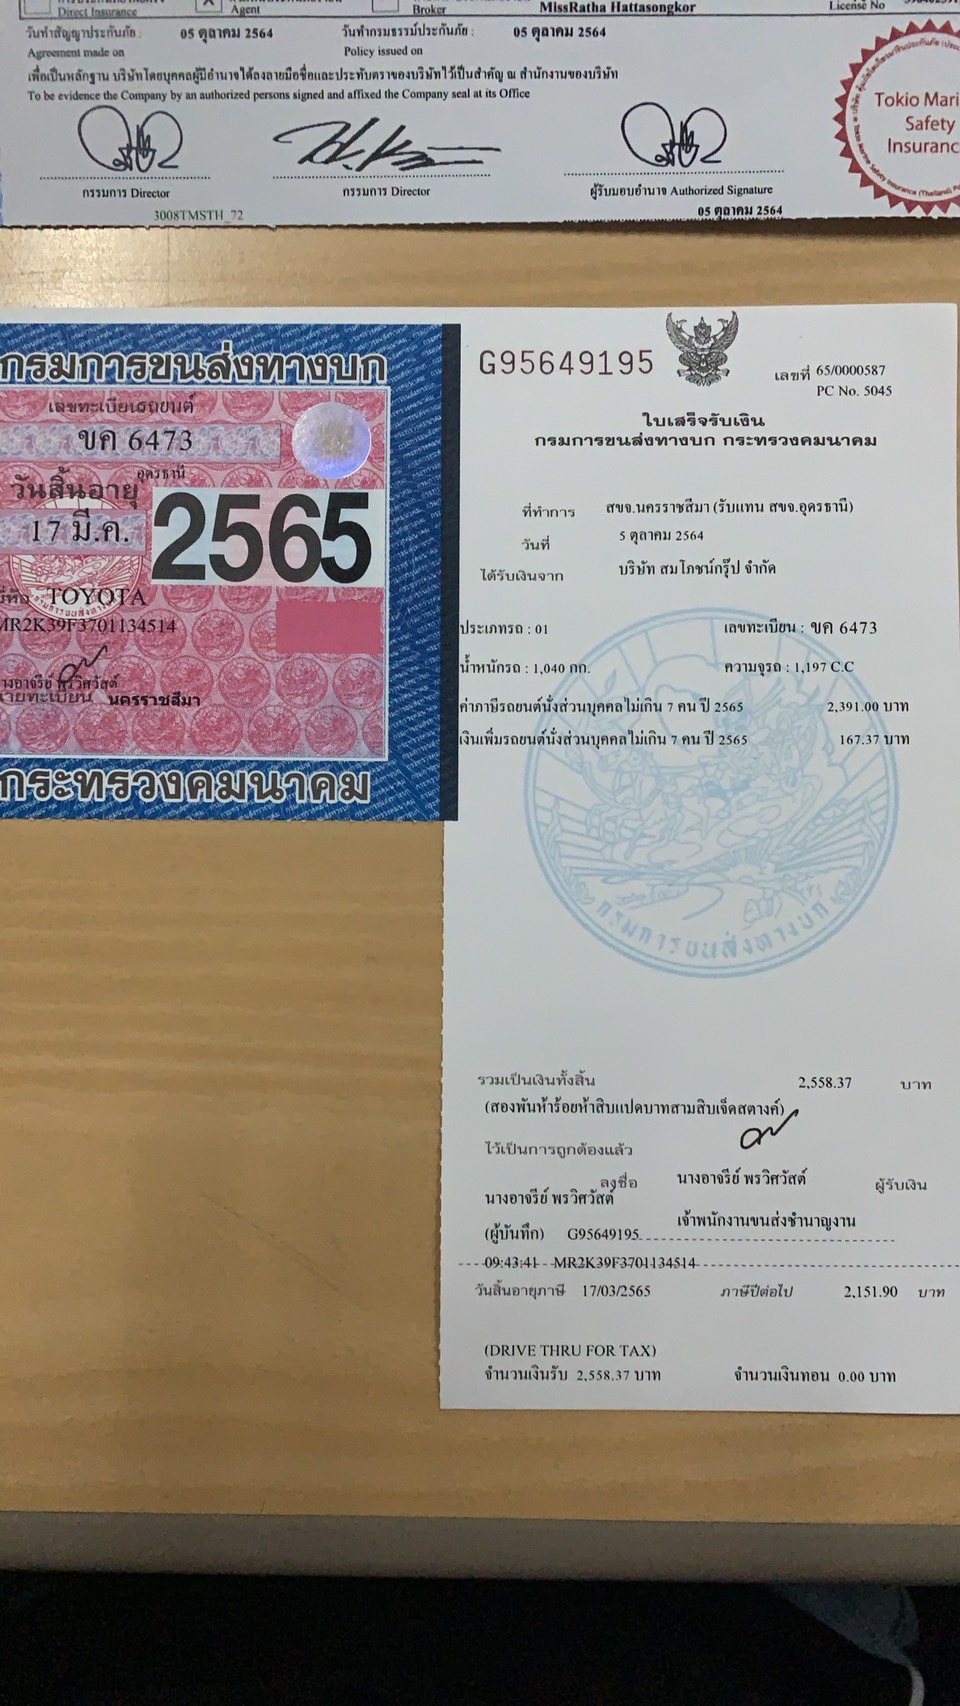 Direct Insurance
Agent
Broker
MissRatha Hattasongkor
License No
วันทำสัญญาประกันภัย : 05 ตุลาคม 2564 วันทำกรมธรรม์ประกันภัย : 05 ตุลาคม 2564
Agreement made on Policy issued on
เพื่อเป็นหลักฐาน บริษัทโดยบุคคลผู้มีอำนาจได้ลงลายมือชื่อและประทับตราของบริษัทไว้เป็นสำคัญ ณ สำนักงานของบริษัท
To be evidence the Company by an authorized persons signed and affixed the Company seal at its Office
Tokio Mari
Safety
Insuranc
กรรมการ Director กรรมการ Director ผู้รับมอบอำนาจ Authorized Signature
3008TMSTH_72 05 ตุลาคม 2564
กรมการขนส่งทางบก
เลขทะเบียนรถยนต์
ขค 6473
อุดรธานี
วันสิ้นอายุ
17 มี.ค. 2565
TOYOTA
MR2K39F3701134514
างอาจรีย์ พรวิศวัสต์
ายทะเบียน นครราชสีมา
กระทรวงคมนาคม
G95649195
เลขที่ 65/0000587
PC No. 5045
ใบเสร็จรับเงิน
กรมการขนส่งทางบก กระทรวงคมนาคม
ที่ทำการ สขจ.นครราชสีมา (รับแทน สขจ.อุดรธานี)
วันที่ 5 ตุลาคม 2564
ได้รับเงินจาก บริษัท สมโภชน์กรุ๊ป จำกัด
ประเภทรถ : 01 เลขทะเบียน : ขค 6473
น้ำหนักรถ : 1,040 กก. ความจุรถ : 1,197 C.C
ค่าภาษีรถยนต์นั่งส่วนบุคคลไม่เกิน 7 คน ปี 2565 2,391.00 บาท
เงินเพิ่มรถยนต์นั่งส่วนบุคคลไม่เกิน 7 คน ปี 2565 167.37 บาท
กรมการขนส่งทางบก
รวมเป็นเงินทั้งสิ้น 2,558.37 บาท
(สองพันห้าร้อยห้าสิบแปดบาทสามสิบเจ็ดสตางค์)
ไว้เป็นการถูกต้องแล้ว
ลงชื่อ นางอาจรีย์ พรวิศวัสต์ ผู้รับเงิน
นางอาจรีย์ พรวิศวัสต์
เจ้าพนักงานขนส่งชำนาญงาน
(ผู้บันทึก) G95649195
09:43:41 MR2K39F3701134514
วันสิ้นอายุภาษี 17/03/2565 ภาษีปีต่อไป 2,151.90 บาท
(DRIVE THRU FOR TAX)
จำนวนเงินรับ 2,558.37 บาท จำนวนเงินทอน 0.00 บาท